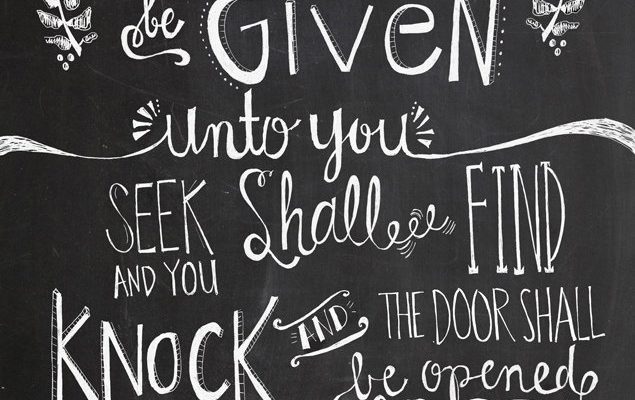 be GIVEN
unto you
SEEK Shall FIND
AND YOU
KNOCK AND THE DOOR SHALL
be opened